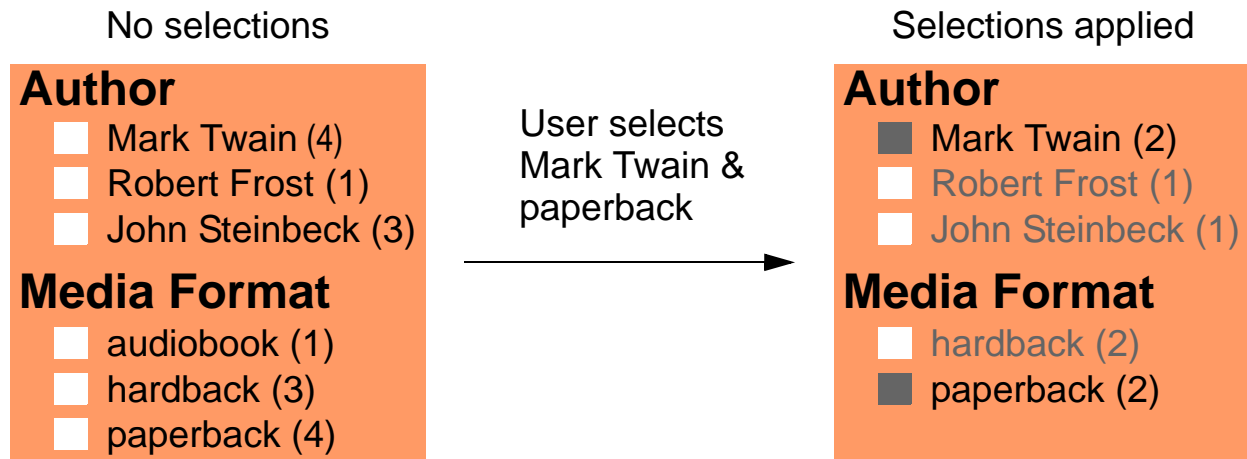 No selections
Author
Mark Twain (4)
Robert Frost (1)
John Steinbeck (3)
Media Format
audiobook (1)
hardback (3)
paperback (4)
User selects
Mark Twain &
paperback
Selections applied
Author
Mark Twain (2)
Robert Frost (1)
John Steinbeck (1)
Media Format
hardback (2)
paperback (2)